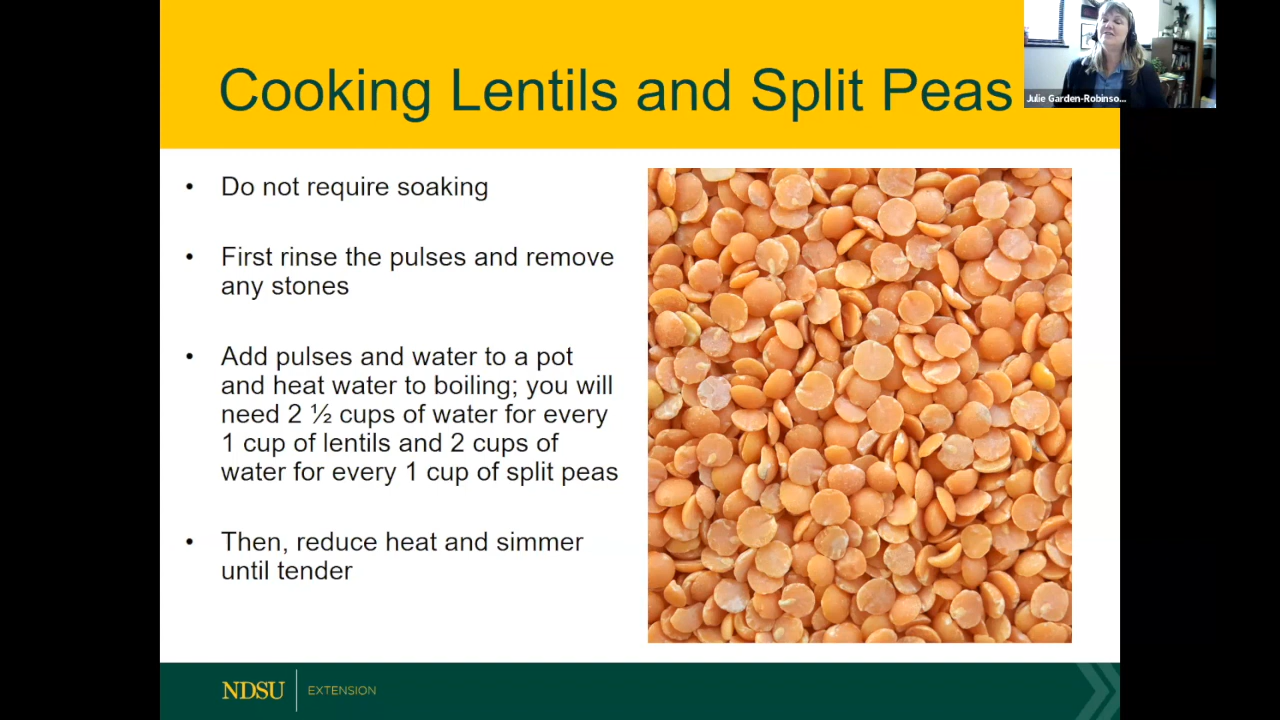 Cooking Lentils and Split Peas
Julie Garden-Robinso...
• Do not require soaking
• First rinse the pulses and remove
any stones
• Add pulses and water to a pot
and heat water to boiling; you will
need 2 ½ cups of water for every
1 cup of lentils and 2 cups of
water for every 1 cup of split peas
• Then, reduce heat and simmer
until tender
NDSU EXTENSION